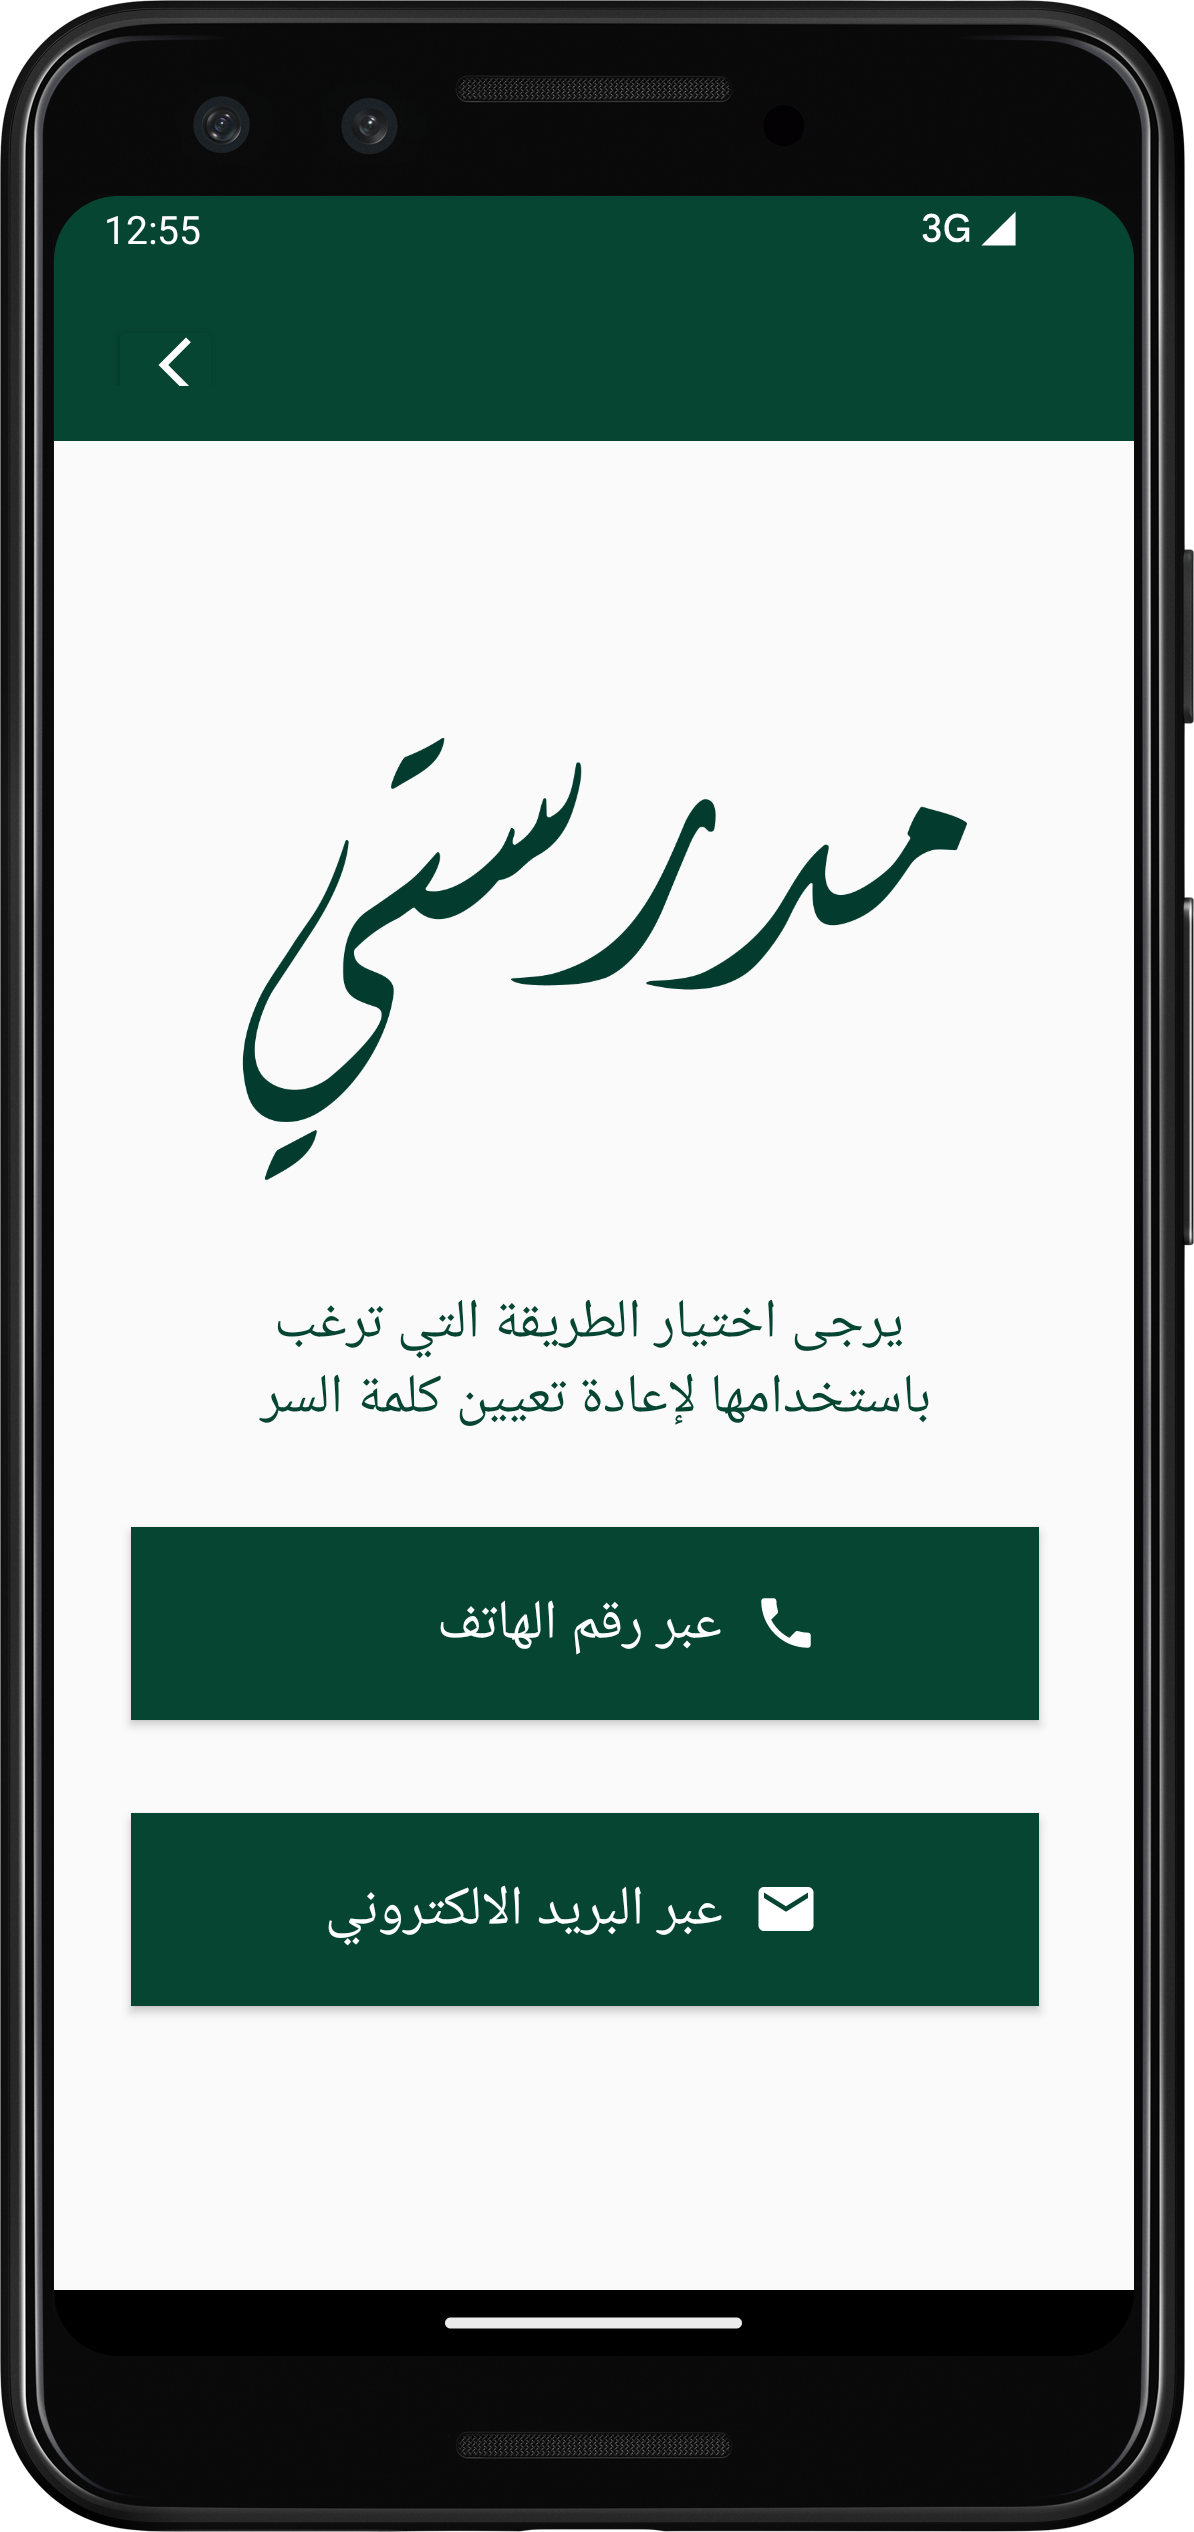 12:55 3G
مدرستي
يرجى اختيار الطريقة التي ترغب
باستخدامها لإعادة تعيين كلمة السر
عبر رقم الهاتف
عبر البريد الالكتروني